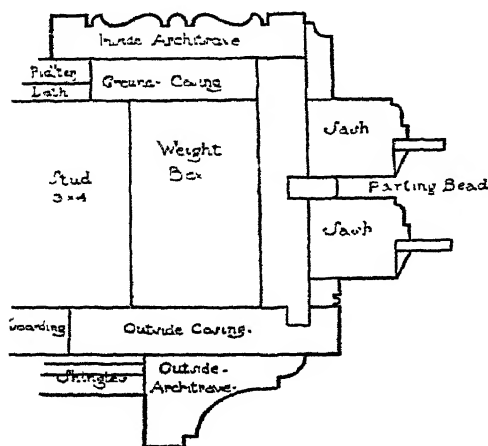 Inside Architrave
Plaster
Lath
Ground-Casing
Sash
Weight
Box
Stud
3×4
Parting Bead
Sash
Boarding
Outside Casing.
Shingles
Outside-
Architrave-